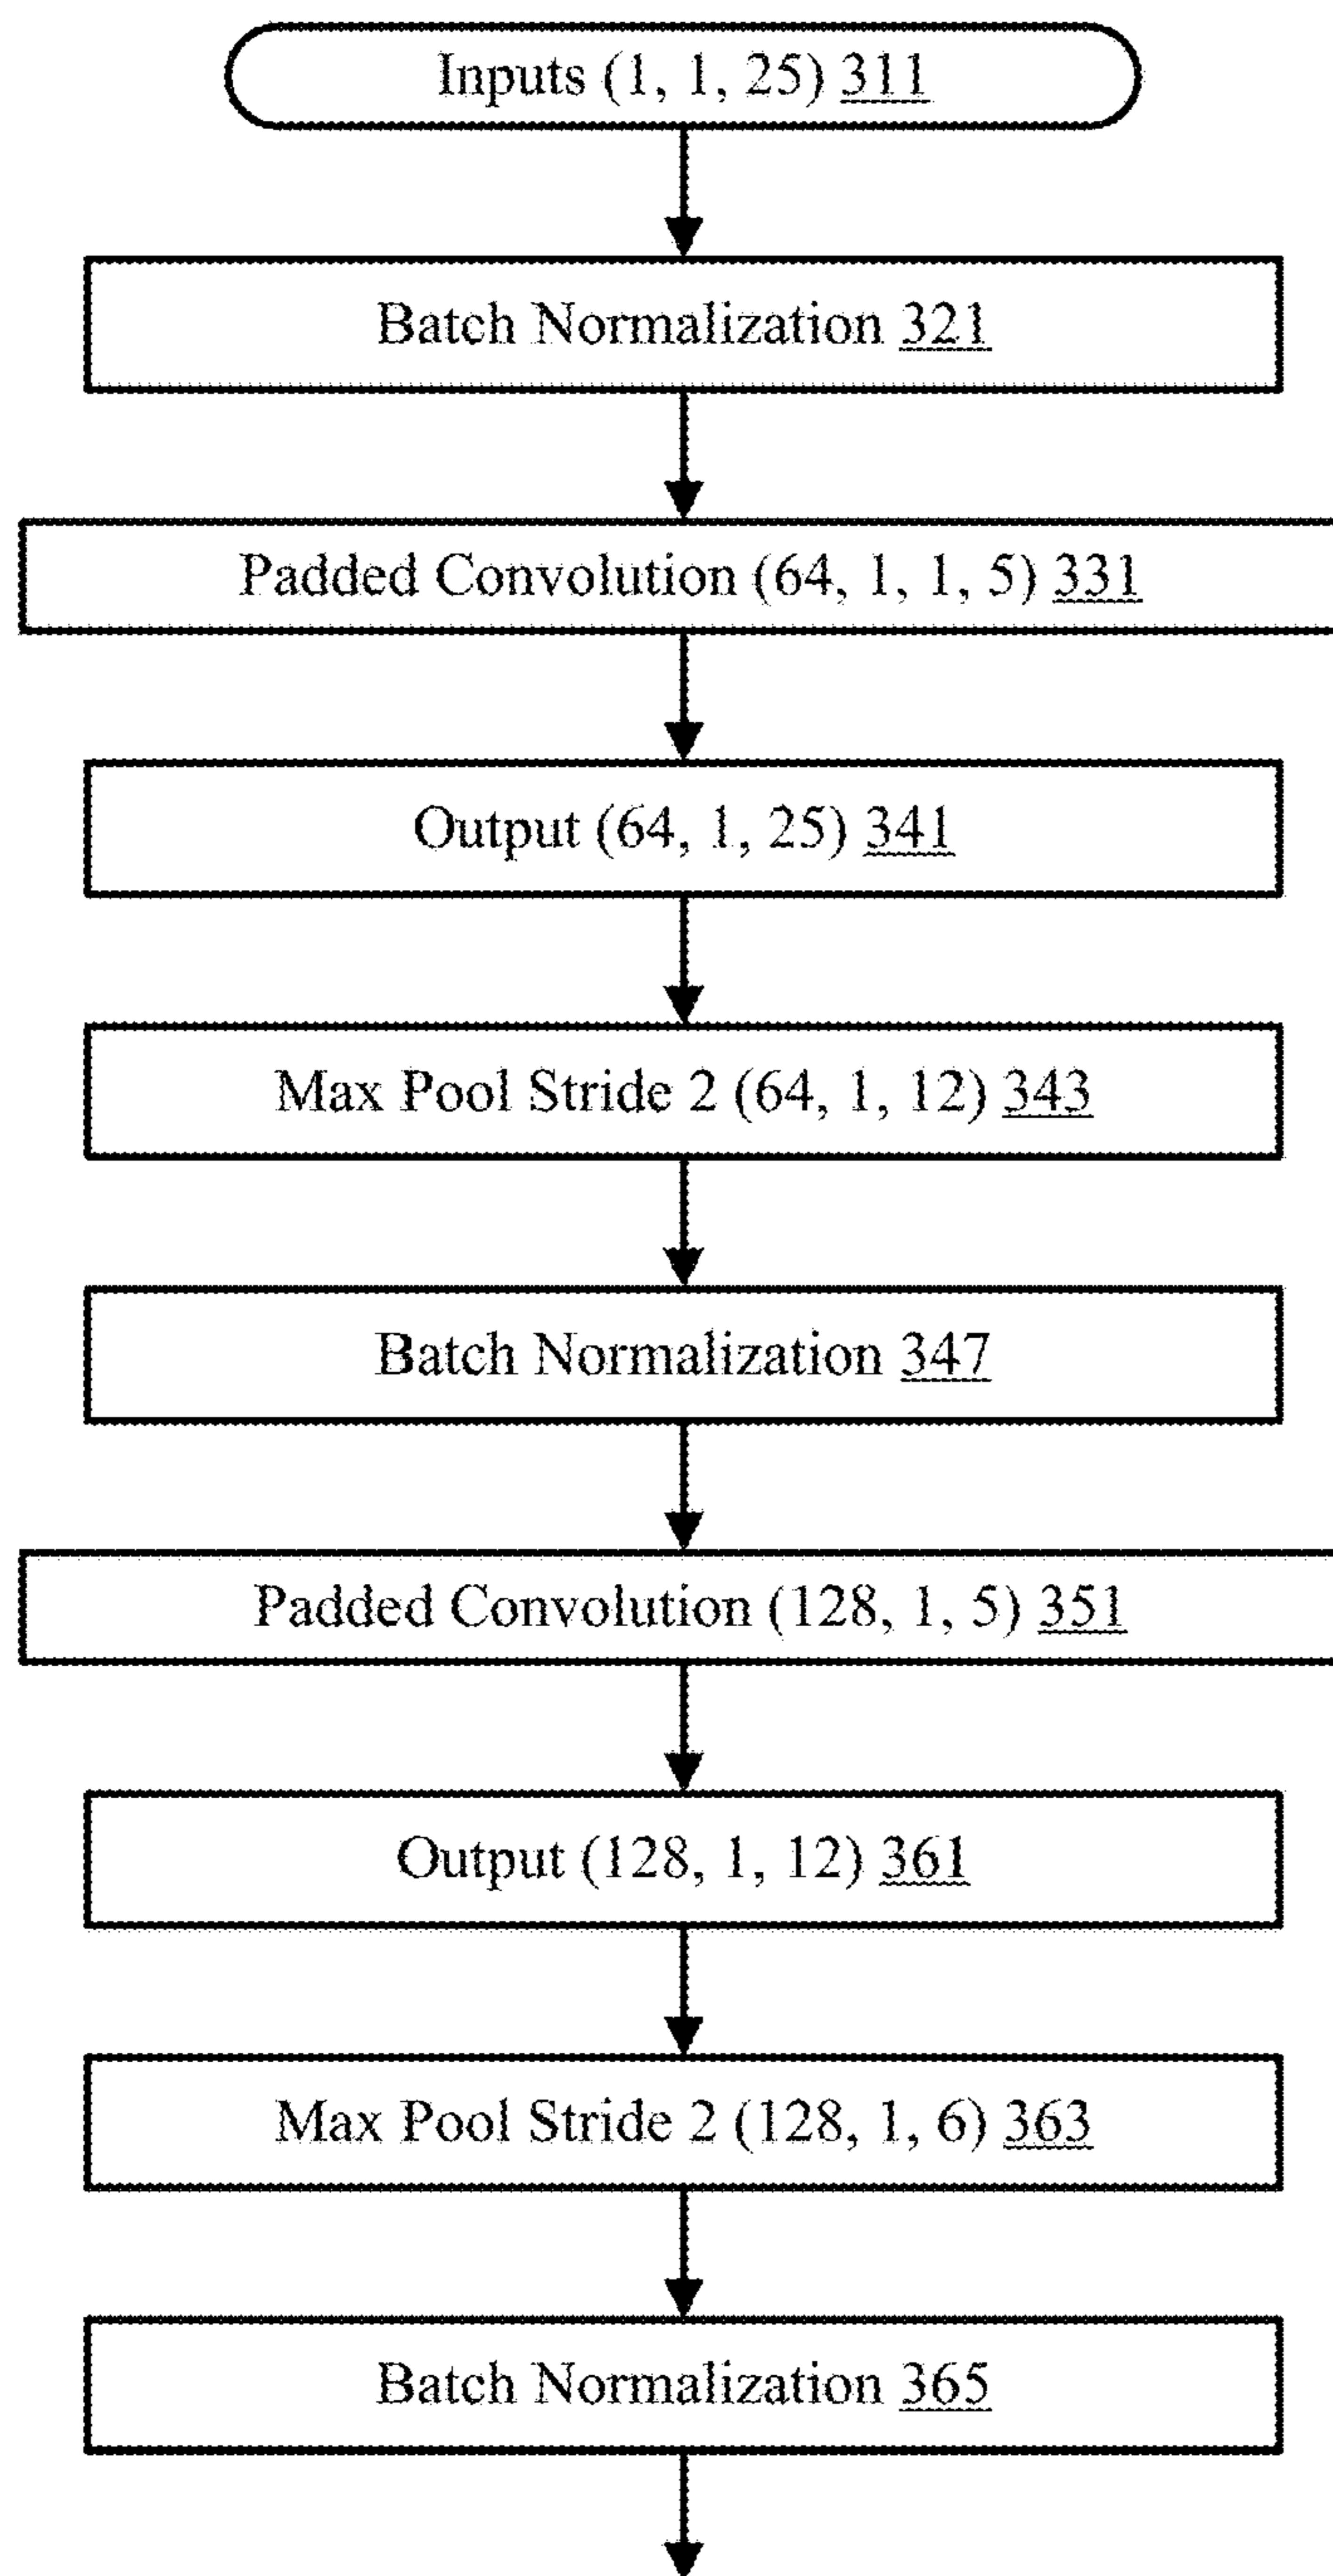 Inputs (1, 1, 25) 311
Batch Normalization 321
Padded Convolution (64, 1, 1, 5) 331
Output (64, 1, 25) 341
Max Pool Stride 2 (64, 1, 12) 343
Batch Normalization 347
Padded Convolution (128, 1, 5) 351
Output (128, 1, 12) 361
Max Pool Stride 2 (128, 1, 6) 363
Batch Normalization 365